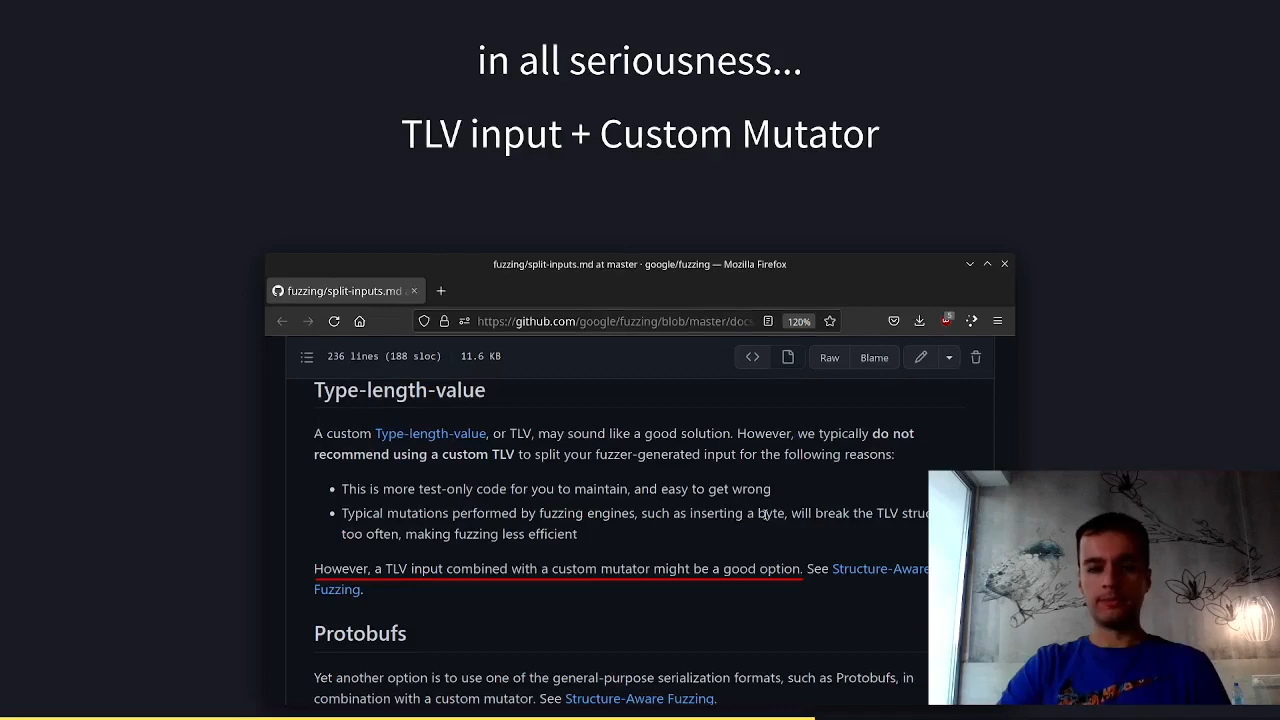 in all seriousness...
TLV input + Custom Mutator
fuzzing/split-inputs.md at master · google/fuzzing — Mozilla Firefox
fuzzing/split-inputs.md
https://github.com/google/fuzzing/blob/master/docs
120%
5
236 lines (188 sloc)
11.6 KB
Raw
Blame
Type-length-value
A custom Type-length-value, or TLV, may sound like a good solution. However, we typically do not
recommend using a custom TLV to split your fuzzer-generated input for the following reasons:
• This is more test-only code for you to maintain, and easy to get wrong
• Typical mutations performed by fuzzing engines, such as inserting a byte, will break the TLV struc
too often, making fuzzing less efficient
However, a TLV input combined with a custom mutator might be a good option. See Structure-Aware
Fuzzing.
Protobufs
Yet another option is to use one of the general-purpose serialization formats, such as Protobufs, in
combination with a custom mutator. See Structure-Aware Fuzzing.